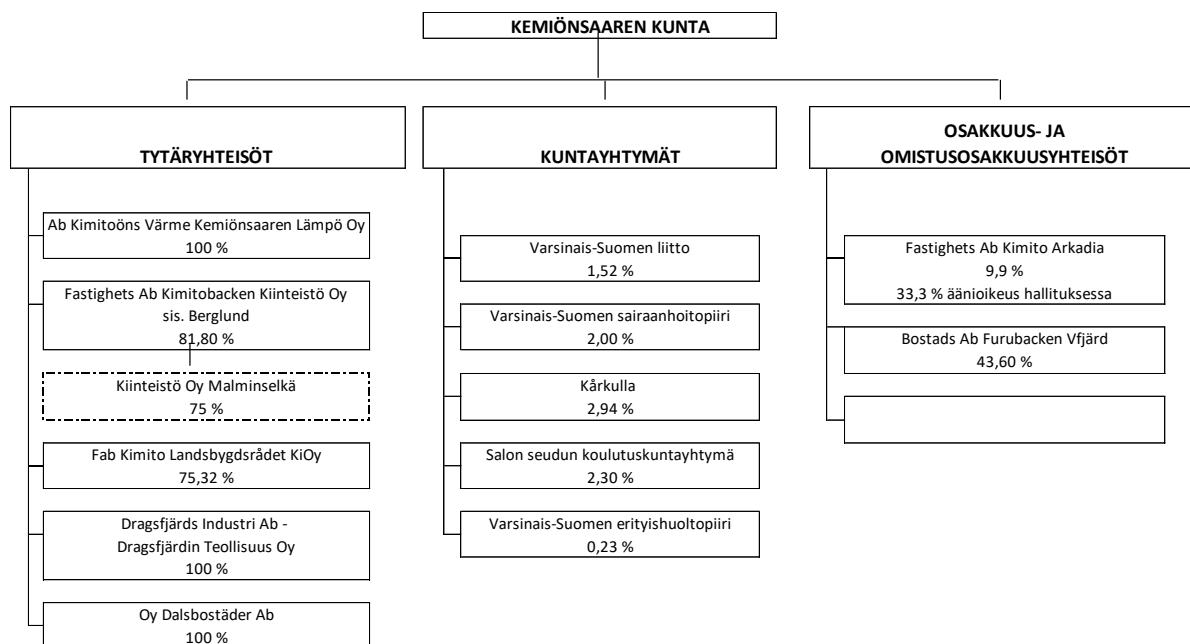 KEMIÖNSAAREN KUNTA
TYTÄRYHTEISÖT
Ab Kimitoöns Värme Kemiönsaaren Lämpö Oy
100 %
Fastighets Ab Kimitobacken Kiinteistö Oy
sis. Berglund
81,80 %
Kiinteistö Oy Malminselkä
75 %
Fab Kimito Landsbygdsrådet KiOy
75,32 %
Dragsfjärds Industri Ab -
Dragsfjärdin Teollisuus Oy
100 %
Oy Dalsbostäder Ab
100 %
KUNTAYHTYMÄT
Varsinais-Suomen liitto
1,52 %
Varsinais-Suomen sairaanhoitopiiri
2,00 %
Kårkulla
2,94 %
Salon seudun koulutuskuntayhtymä
2,30 %
Varsinais-Suomen erityishuoltopiiri
0,23 %
OSAKKUUS- JA
OMISTUSOSAKKUUSYHTEISÖT
Fastighets Ab Kimito Arkadia
9,9 %
33,3 % äänioikeus hallituksessa
Bostads Ab Furubacken Vfjärd
43,60 %